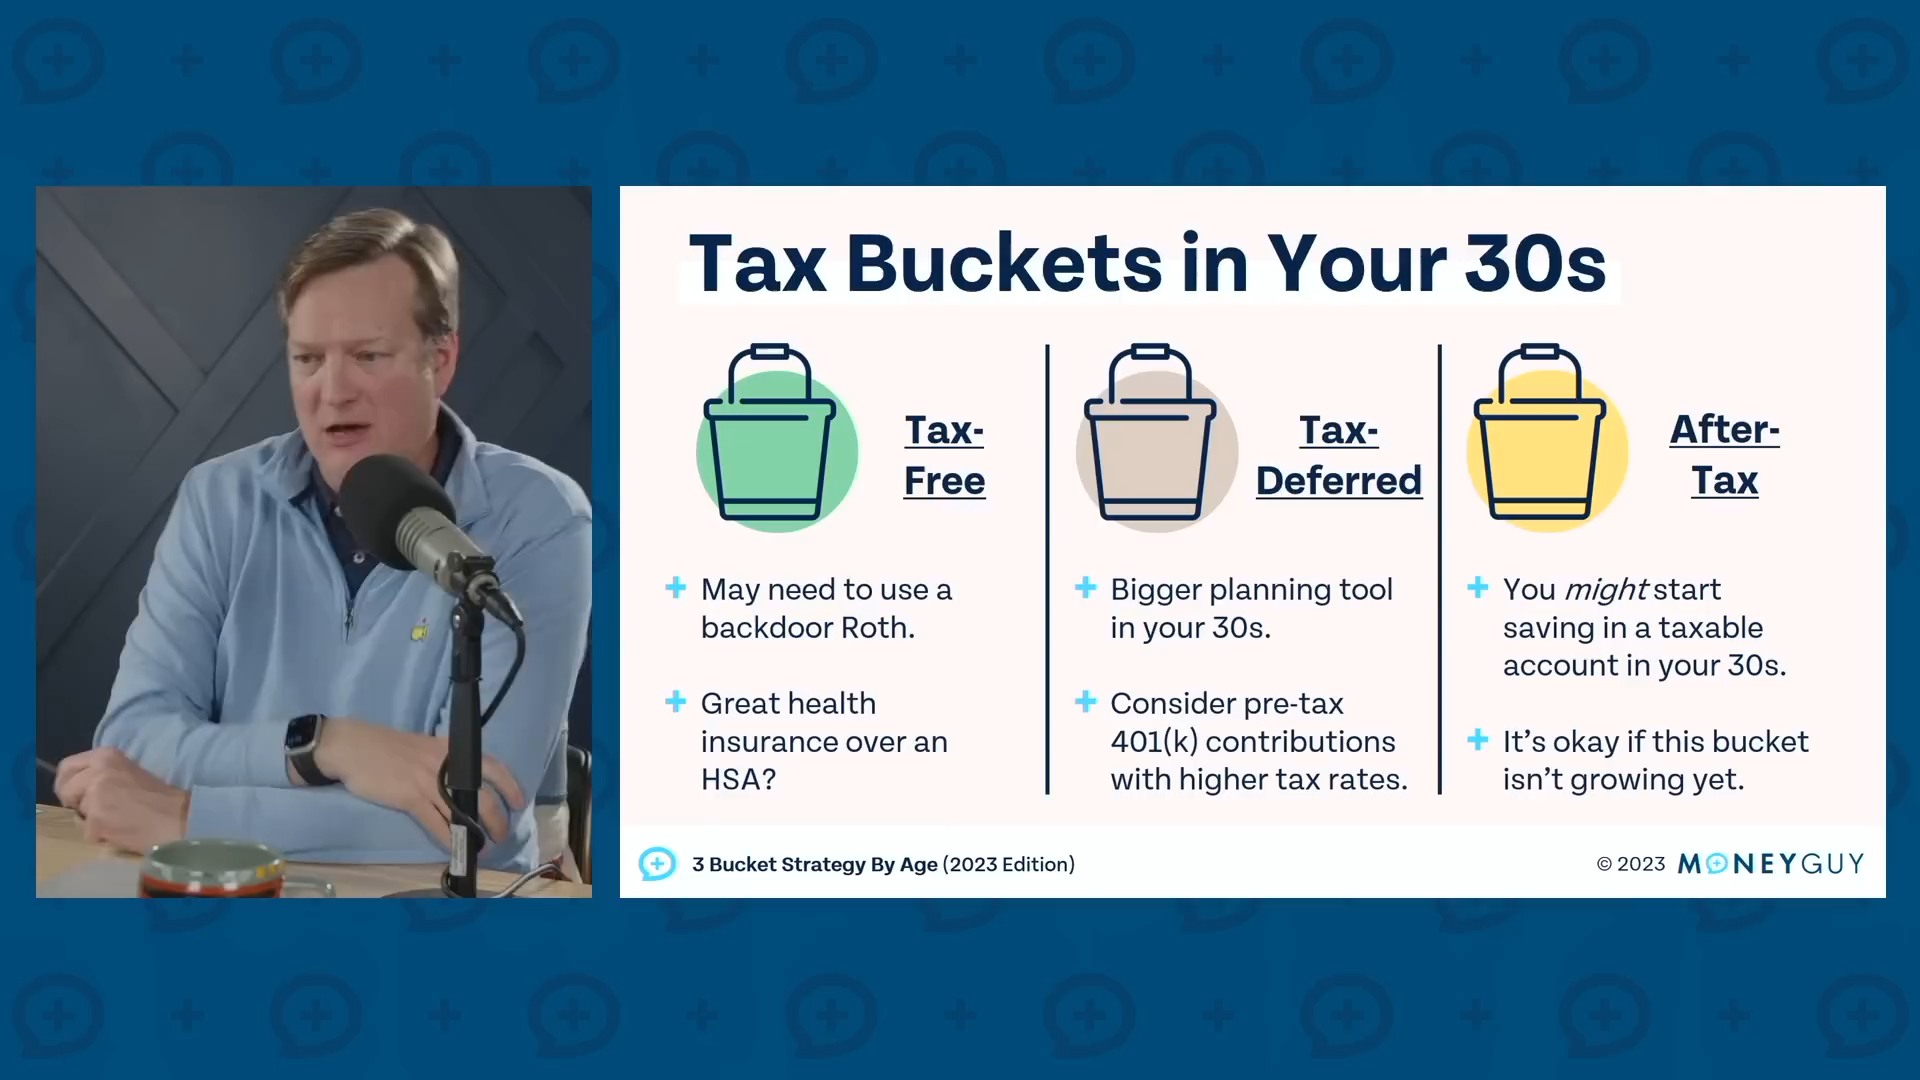 Tax Buckets in Your 30s
Tax-
Free
May need to use a
backdoor Roth.
Great health
insurance over an
HSA?
Tax-
Deferred
Bigger planning tool
in your 30s.
Consider pre-tax
401(k) contributions
with higher tax rates.
After-
Tax
You might start
saving in a taxable
account in your 30s.
It's okay if this bucket
isn't growing yet.
3 Bucket Strategy By Age (2023 Edition)
© 2023 MONEYGUY